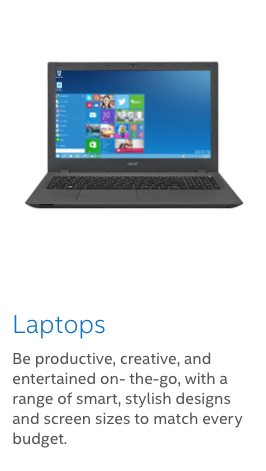 acer
Laptops
Be productive, creative, and
entertained on- the-go, with a
range of smart, stylish designs
and screen sizes to match every
budget.